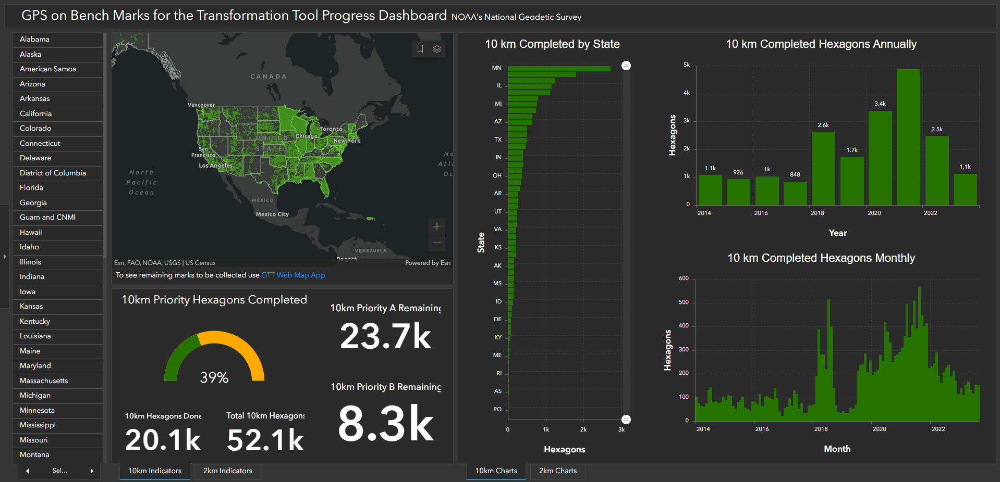 GPS on Bench Marks for the Transformation Tool Progress Dashboard NOAA's National Geodetic Survey
Alabama
Alaska
American Samoa
Arizona
Arkansas
California
Colorado
Connecticut
Delaware
District of Columbia
Florida
Georgia
Guam and CNMI
Hawaii
Idaho
Illinois
Indiana
Iowa
Kansas
Kentucky
Louisiana
Maine
Maryland
Massachusetts
Michigan
Minnesota
Mississippi
Missouri
Montana
Sel...
CANADA
Vancouver
Toronto
Chicago
New York
UNITED
STATES
San
Francisco
Los Angeles
North
Pacific
Ocean
No
Atl
Oc
MÉXICO
Mexico City
VENEZUELA
Bogotá
Esri, FAO, NOAA, USGS | US Census
Powered by Esri
To see remaining marks to be collected use GTT Web Map App
10km Priority Hexagons Completed
39%
10km Hexagons Done
20.1k
Total 10km Hexagons
52.1k
10km Priority A Remaining
23.7k
10km Priority B Remaining
8.3k
10km Indicators
2km Indicators
10 km Completed by State
State
MN
IL
MI
AZ
TX
IN
OH
AR
UT
VA
KS
AK
MS
ID
DE
KY
ME
RI
AS
PQ
0 1k 2k 3k
Hexagons
10 km Completed Hexagons Annually
Hexagons
5k
4k
3k
2k
1k
0
1.1k
926
1k
848
2.6k
1.7k
3.4k
2.5k
1.1k
2014 2016 2018 2020 2022
Year
10 km Completed Hexagons Monthly
Hexagons
600
500
400
300
200
100
0
2014 2016 2018 2020 2022
Month
10km Charts
2km Charts